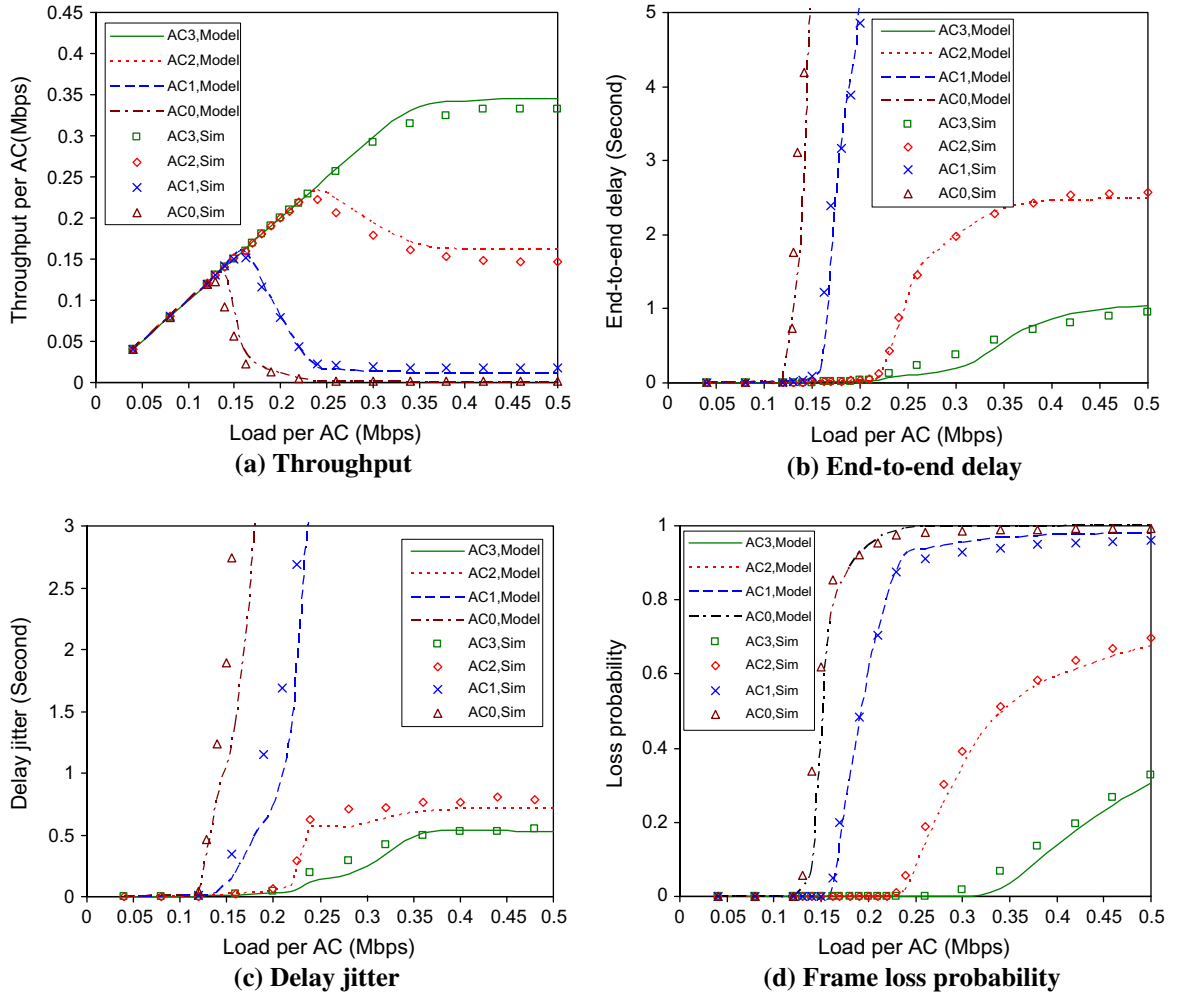 AC3,Model
AC2,Model
AC1,Model
AC0,Model
AC3,Sim
AC2,Sim
AC1,Sim
AC0,Sim
Throughput per AC(Mbps)
0.45
0.4
0.35
0.3
0.25
0.2
0.15
0.1
0.05
0
0 0.05 0.1 0.15 0.2 0.25 0.3 0.35 0.4 0.45 0.5
Load per AC (Mbps)
(a) Throughput
AC3,Model
AC2,Model
AC1,Model
AC0,Model
AC3,Sim
AC2,Sim
AC1,Sim
AC0,Sim
End-to-end delay (Second)
5
4
3
2
1
0
0 0.05 0.1 0.15 0.2 0.25 0.3 0.35 0.4 0.45 0.5
Load per AC (Mbps)
(b) End-to-end delay
AC3,Model
AC2,Model
AC1,Model
AC0,Model
AC3,Sim
AC2,Sim
AC1,Sim
AC0,Sim
Delay jitter (Second)
3
2.5
2
1.5
1
0.5
0
0 0.05 0.1 0.15 0.2 0.25 0.3 0.35 0.4 0.45 0.5
Load per AC (Mbps)
(c) Delay jitter
AC3,Model
AC2,Model
AC1,Model
AC0,Model
AC3,Sim
AC2,Sim
AC1,Sim
AC0,Sim
Loss probability
1
0.8
0.6
0.4
0.2
0
0 0.05 0.1 0.15 0.2 0.25 0.3 0.35 0.4 0.45 0.5
Load per AC (Mbps)
(d) Frame loss probability